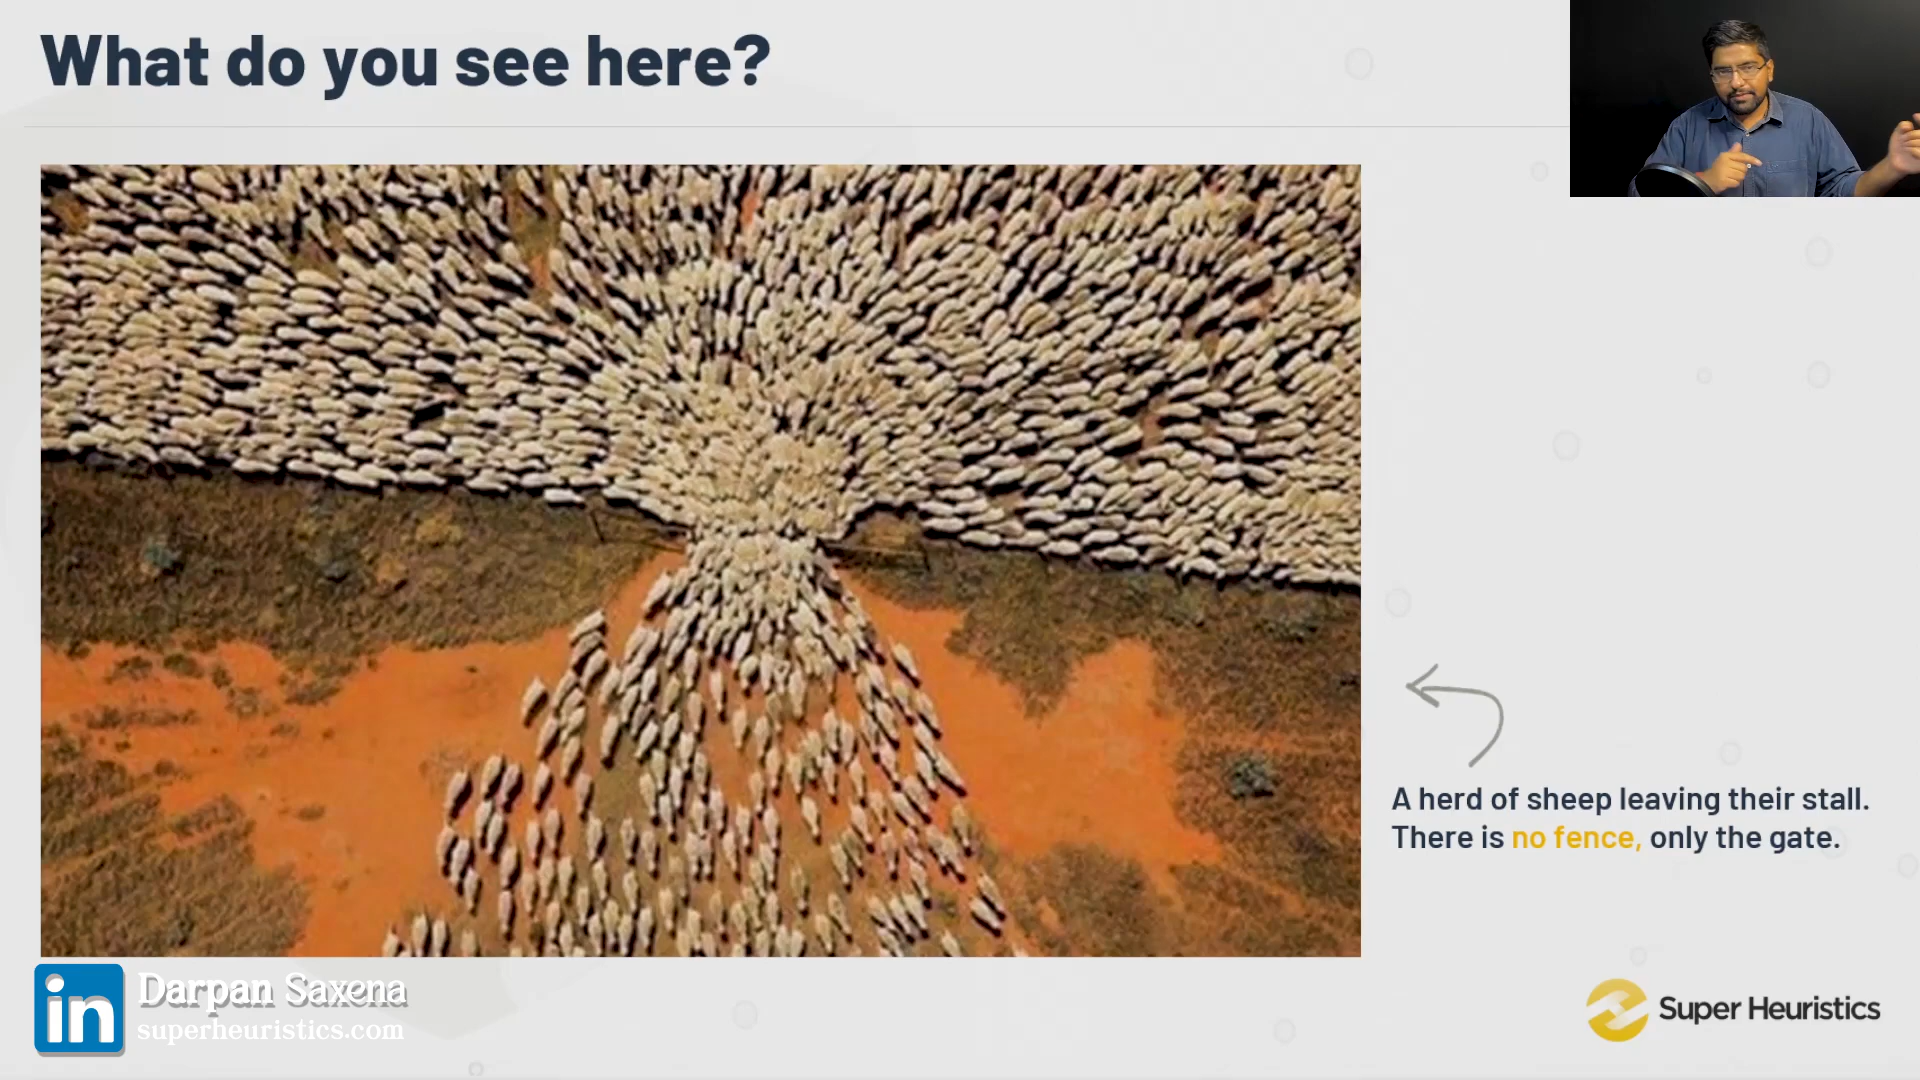 What do you see here?
A herd of sheep leaving their stall.
There is no fence, only the gate.
in
Darpan Saxena
superheuristics.com
Super Heuristics